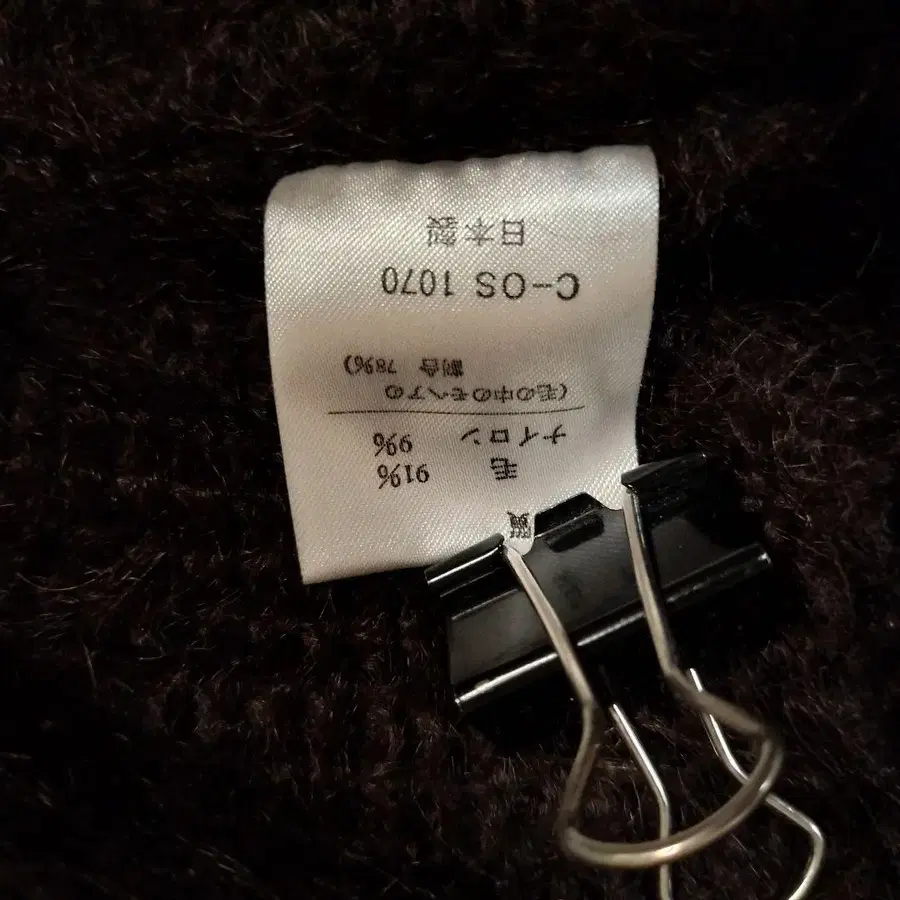 質
毛 91%
ナイロン 9%
(毛の中のモヘアの
割合 78%)
C-OS 1070
日本製